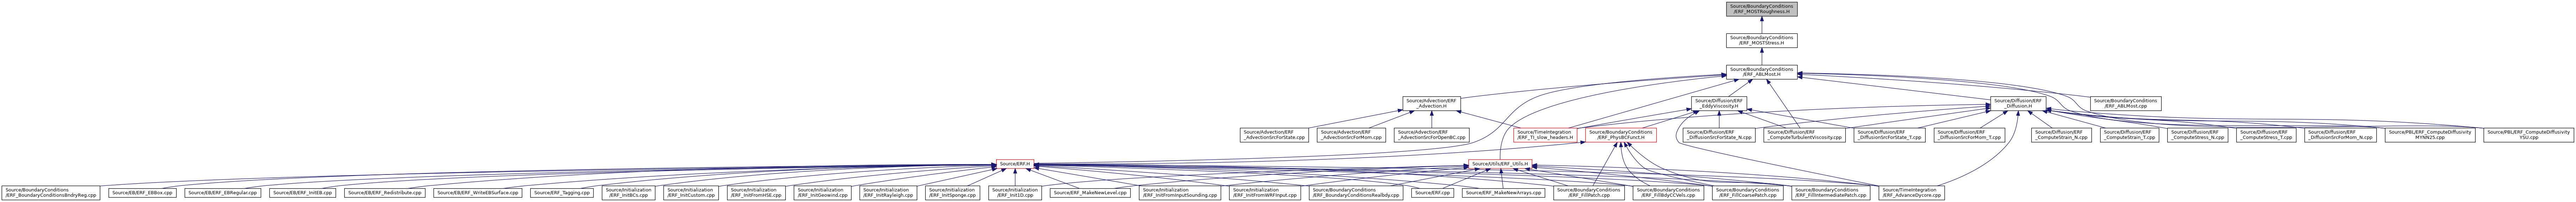 Source/BoundaryConditions
/ERF_MOSTRoughness.H
Source/BoundaryConditions
/ERF_MOSTStress.H
Source/BoundaryConditions
/ERF_ABLMost.H
Source/Advection/ERF
_Advection.H
Source/Diffusion/ERF
_EddyViscosity.H
Source/Diffusion/ERF
_Diffusion.H
Source/BoundaryConditions
/ERF_ABLMost.cpp
Source/Advection/ERF
_AdvectionSrcForState.cpp
Source/Advection/ERF
_AdvectionSrcForMom.cpp
Source/Advection/ERF
_AdvectionSrcForOpenBC.cpp
Source/TimeIntegration
/ERF_TI_slow_headers.H
Source/BoundaryConditions
/ERF_PhysBCFunct.H
Source/Diffusion/ERF
_DiffusionSrcForState_N.cpp
Source/Diffusion/ERF
_ComputeTurbulentViscosity.cpp
Source/Diffusion/ERF
_DiffusionSrcForState_T.cpp
Source/Diffusion/ERF
_DiffusionSrcForMom_T.cpp
Source/Diffusion/ERF
_ComputeStrain_N.cpp
Source/Diffusion/ERF
_ComputeStrain_T.cpp
Source/Diffusion/ERF
_ComputeStress_N.cpp
Source/Diffusion/ERF
_ComputeStress_T.cpp
Source/Diffusion/ERF
_DiffusionSrcForMom_N.cpp
Source/PBL/ERF_ComputeDiffusivity
MYNN25.cpp
Source/PBL/ERF_ComputeDiffusivity
YSU.cpp
Source/ERF.H
Source/Utils/ERF_Utils.H
Source/BoundaryConditions
/ERF_BoundaryConditionsBndryReg.cpp
Source/EB/ERF_EBBox.cpp
Source/EB/ERF_EBRegular.cpp
Source/EB/ERF_InitEB.cpp
Source/EB/ERF_Redistribute.cpp
Source/EB/ERF_WriteEBSurface.cpp
Source/ERF_Tagging.cpp
Source/Initialization
/ERF_InitBCs.cpp
Source/Initialization
/ERF_InitCustom.cpp
Source/Initialization
/ERF_InitFromHSE.cpp
Source/Initialization
/ERF_InitGeowind.cpp
Source/Initialization
/ERF_InitRayleigh.cpp
Source/Initialization
/ERF_InitSponge.cpp
Source/Initialization
/ERF_Init1D.cpp
Source/ERF_MakeNewLevel.cpp
Source/Initialization
/ERF_InitFromInputSounding.cpp
Source/Initialization
/ERF_InitFromWRFInput.cpp
Source/BoundaryConditions
/ERF_BoundaryConditionsRealbdy.cpp
Source/ERF.cpp
Source/ERF_MakeNewArrays.cpp
Source/BoundaryConditions
/ERF_FillPatch.cpp
Source/BoundaryConditions
/ERF_FillBdyCCVels.cpp
Source/BoundaryConditions
/ERF_FillCoarsePatch.cpp
Source/BoundaryConditions
/ERF_FillIntermediatePatch.cpp
Source/TimeIntegration
/ERF_AdvanceDycore.cpp